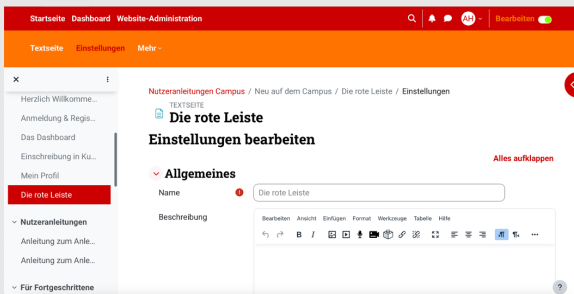 Startseite Dashboard Website-Administration AH Bearbeiten
Textseite Einstellungen Mehr
Herzlich Willkomme...
Anmeldung & Regis...
Das Dashboard
Einschreibung in Ku...
Mein Profil
Die rote Leiste
Nutzeranleitungen
Anleitung zum Anle...
Anleitung zum Anle...
Für Fortgeschrittene
Nutzeranleitungen Campus / Neu auf dem Campus / Die rote Leiste / Einstellungen
TEXTSEITE
Die rote Leiste
Einstellungen bearbeiten
Alles aufklappen
Allgemeines
Name Die rote Leiste
Beschreibung
Bearbeiten Ansicht Einfügen Format Werkzeuge Tabelle Hilfe
B I
?